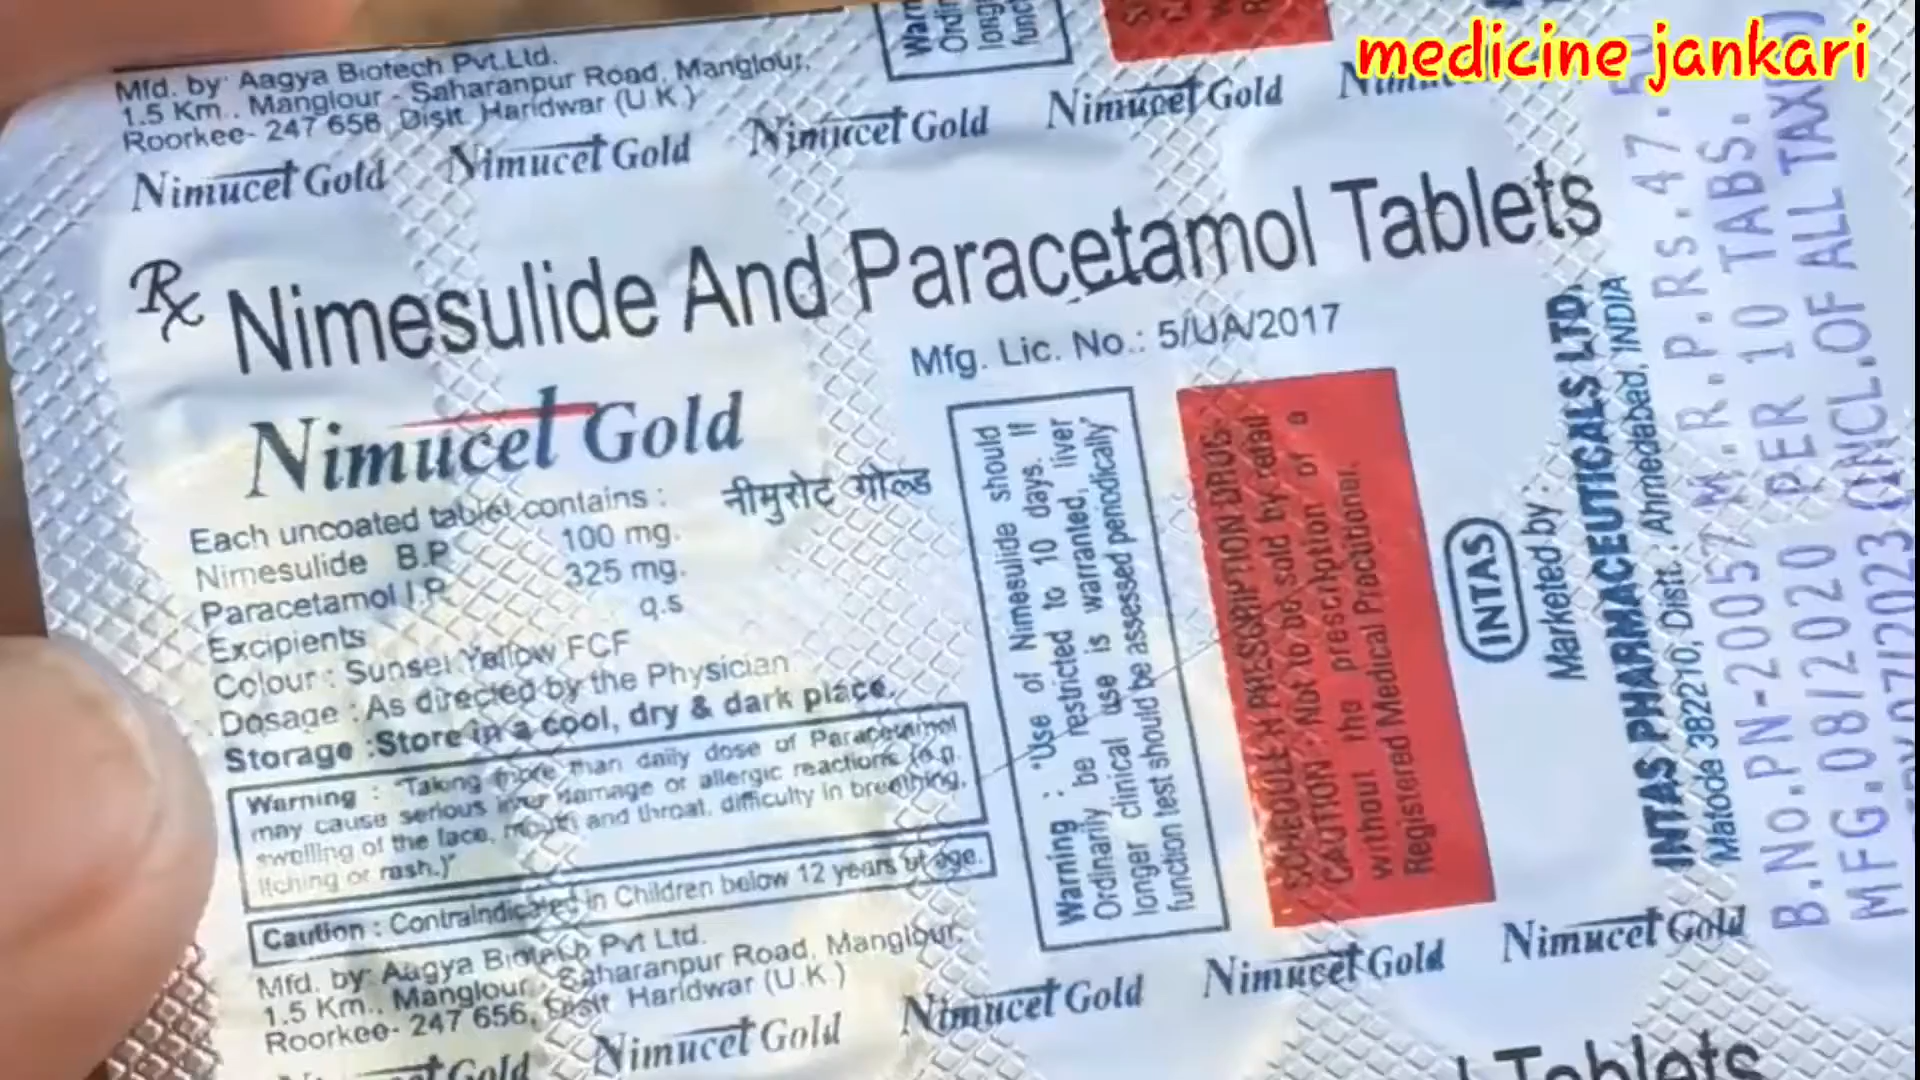 medicine jankari
Mfd. by: Aagya Biotech Pvt.Ltd.
1.5 Km., Manglour - Saharanpur Road, Manglour,
Roorkee- 247 656, Distt. Haridwar (U.K.)
Nimucet Gold Nimucet Gold Nimucet Gold Nimucet Gold
Rx Nimesulide And Paracetamol Tablets
Mfg. Lic. No.: 5/UA/2017
Nimucet Gold
नीमुसेट गोल्ड
Each uncoated tablet contains :
Nimesulide B.P. 100 mg.
Paracetamol I.P. 325 mg.
Excipients q.s
Colour : Sunset Yellow FCF
Dosage : As directed by the Physician
Storage :Store in a cool, dry & dark place.
Warning : "Taking more than daily dose of Paracetamol
may cause serious liver damage or allergic reactions (e.g.
swelling of the face, mouth and throat, difficulty in breathing,
itching or rash.)"
Caution : Contraindicated in Children below 12 years of age.
Mfd. by: Aagya Biotech Pvt Ltd.
1.5 Km., Manglour - Saharanpur Road, Manglour,
Roorkee- 247 656, Distt Haridwar (U.K.)
Warning : "Use of Nimesulide should
Ordinarily be restricted to 10 days. If
longer clinical use is warranted, liver
function test should be assessed periodically"
SCHEDULE H PRESCRIPTION DRUG-
CAUTION : Not to be sold by retail
without the prescription of a
Registered Medical Practitioner.
INTAS
Marketed by :
INTAS PHARMACEUTICALS LTD.
Matoda 382210, Distt. Ahmedabad, INDIA
B.No.PN-20057 M.R.P.RS.47.50
MFG.08/2020 PER 10 TABS.
07/2023 (INCL.OF ALL TAX)
Nimucet Gold Nimucet Gold Nimucet Gold Nimucet Gold
Tablets